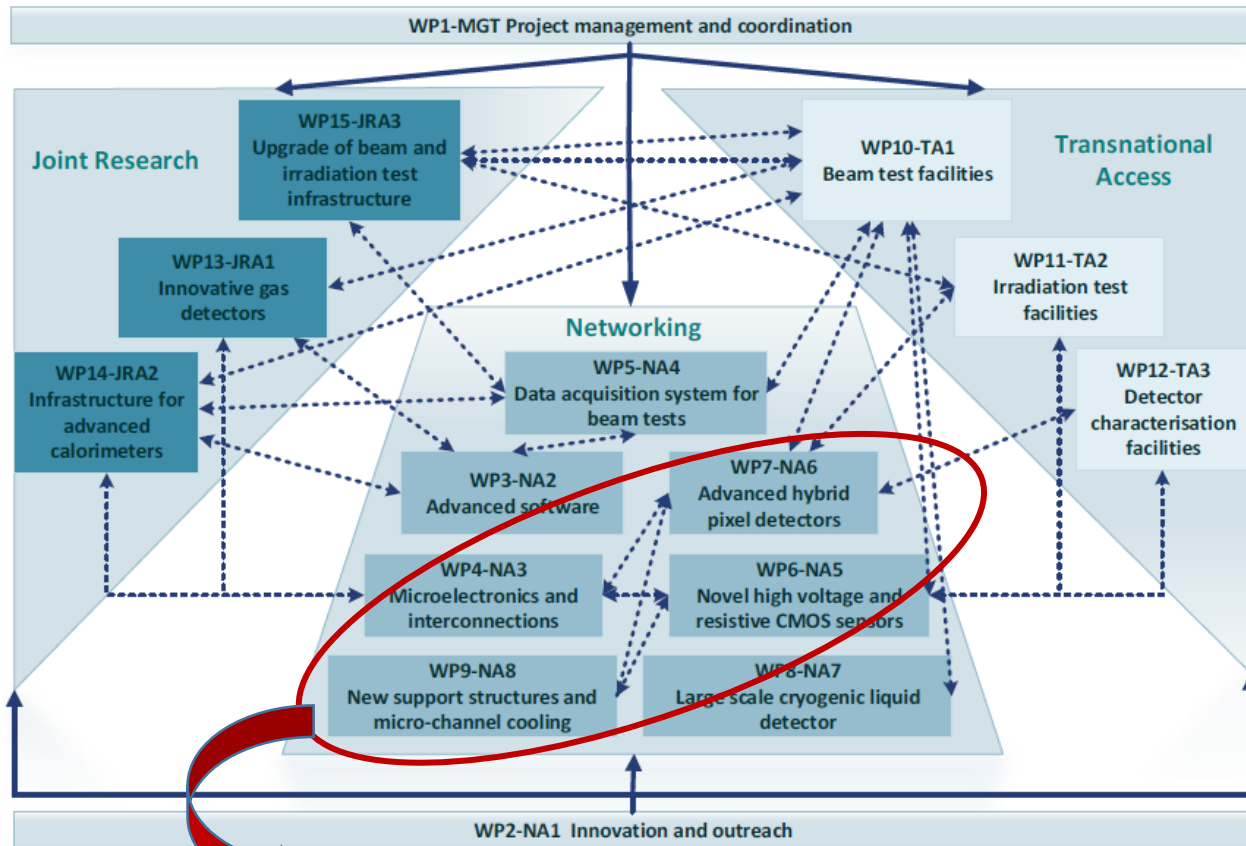 WP1-MGT Project management and coordination
Joint Research
WP15-JRA3
Upgrade of beam and
irradiation test
infrastructure
WP13-JRA1
Innovative gas
detectors
WP14-JRA2
Infrastructure for
advanced
calorimeters
Transnational
Access
WP10-TA1
Beam test facilities
WP11-TA2
Irradiation test
facilities
WP12-TA3
Detector
characterisation
facilities
Networking
WP5-NA4
Data acquisition system for
beam tests
WP3-NA2
Advanced software
WP7-NA6
Advanced hybrid
pixel detectors
WP4-NA3
Microelectronics and
interconnections
WP6-NA5
Novel high voltage and
resistive CMOS sensors
WP9-NA8
New support structures and
micro-channel cooling
WP8-NA7
Large scale cryogenic liquid
detector
WP2-NA1 Innovation and outreach